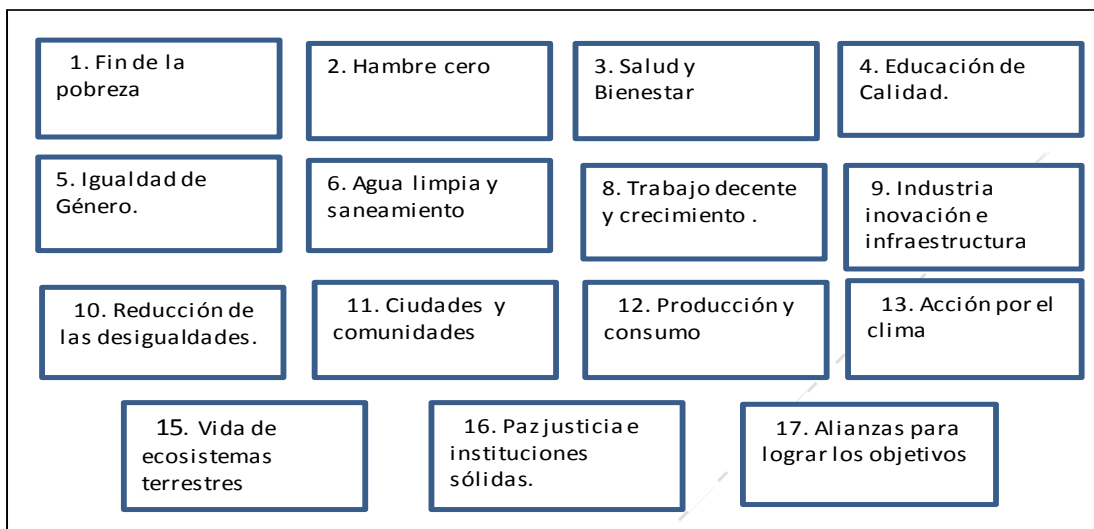 1. Fin de la
pobreza
2. Hambre cero
3. Salud y
Bienestar
4. Educación de
Calidad.
5. Igualdad de
Género.
6. Agua limpia y
saneamiento
8. Trabajo decente
y crecimiento .
9. Industria
inovación e
infraestructura
10. Reducción de
las desigualdades.
11. Ciudades y
comunidades
12. Producción y
consumo
13. Acción por el
clima
15. Vida de
ecosistemas
terrestres
16. Paz justicia e
instituciones
sólidas.
17. Alianzas para
lograr los objetivos